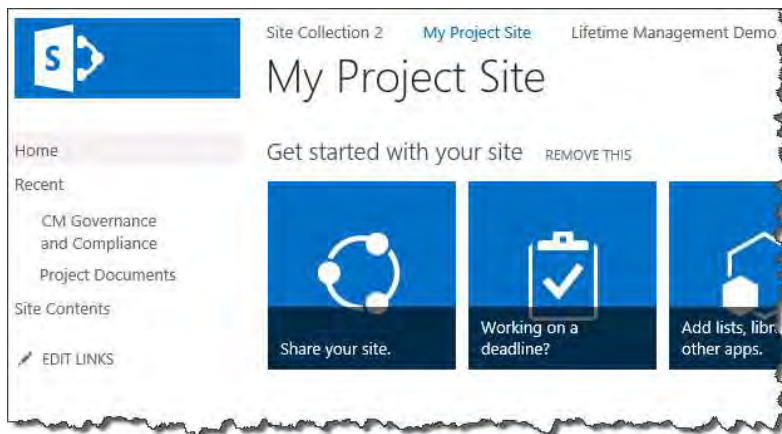 Site Collection 2 My Project Site Lifetime Management Demo
S
My Project Site
Home
Get started with your site REMOVE THIS
Recent
CM Governance
and Compliance
Project Documents
Site Contents
EDIT LINKS
Share your site.
Working on a
deadline?
Add lists,
other apps.